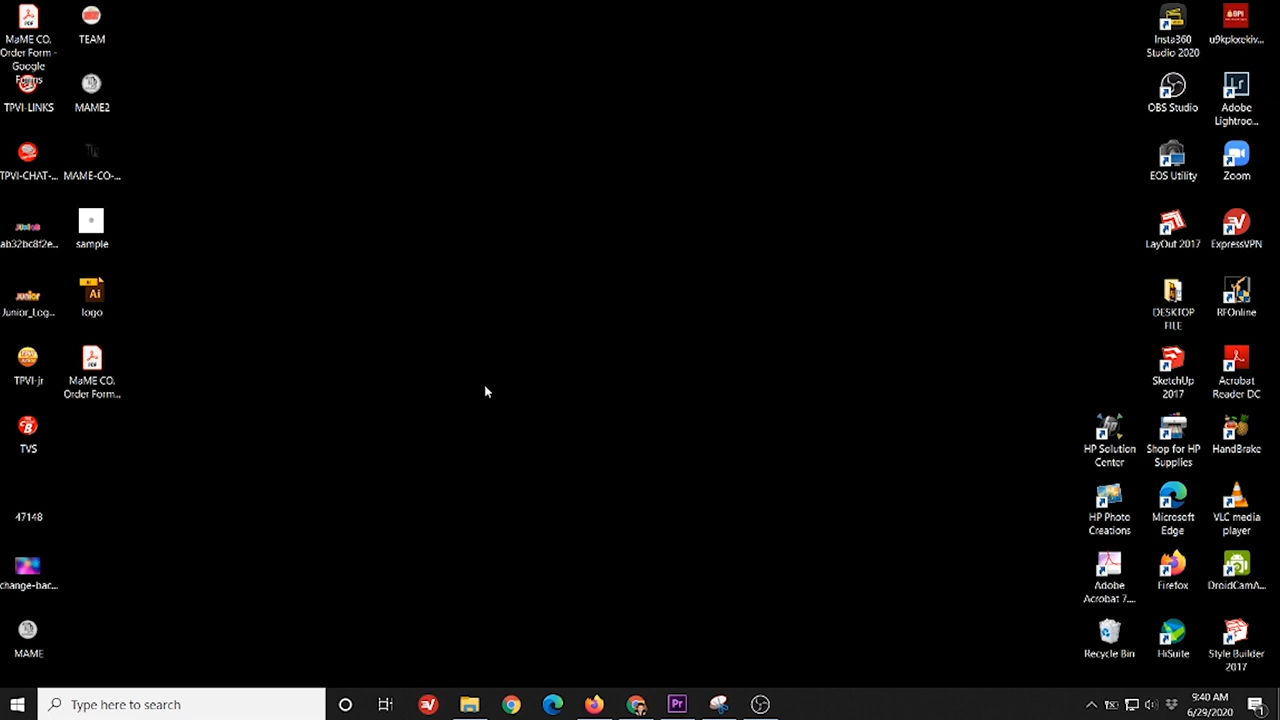 MaME CO.
Order Form -
Google
Forms
TEAM
TPVI-LINKS
MAME2
TPVI-CHAT-...
MAME-CO-...
ab32bc8f2e...
sample
Junior_Log...
Ai
logo
TPVI-jr
MaME CO.
Order Form...
TVS
47148
change-bac...
MAME
Insta360
Studio 2020
u9kpkxekiv...
OBS Studio
Lr
Adobe
Lightroo...
EOS Utility
Zoom
LayOut 2017
ExpressVPN
DESKTOP
FILE
RFOnline
SketchUp
2017
Acrobat
Reader DC
HP Solution
Center
Shop for HP
Supplies
HandBrake
HP Photo
Creations
Microsoft
Edge
VLC media
player
Adobe
Acrobat 7....
Firefox
DroidCamA...
Recycle Bin
HiSuite
Style Builder
2017
Type here to search
Pr
9:40 AM
6/29/2020